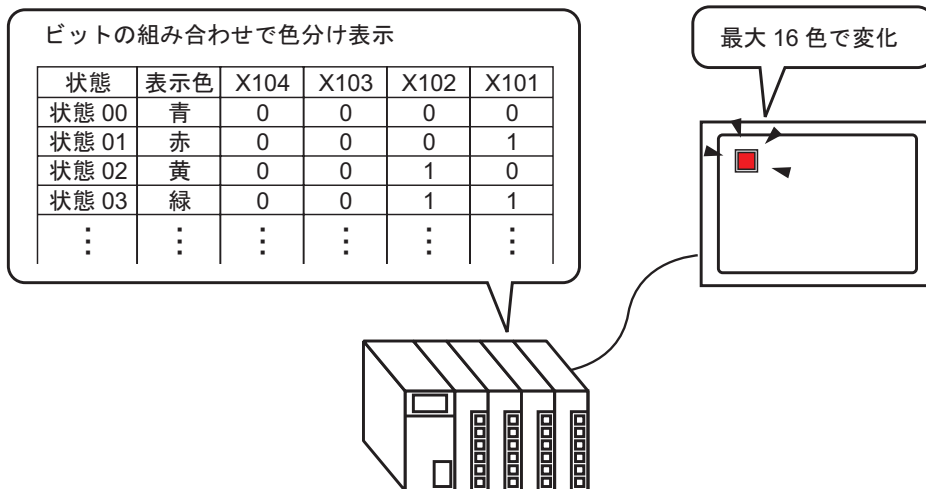 ビットの組み合わせで色分け表示
状態 表示色 X104 X103 X102 X101
状態 00 青 0 0 0 0
状態 01 赤 0 0 0 1
状態 02 黄 0 0 1 0
状態 03 緑 0 0 1 1
⋮ ⋮ ⋮ ⋮ ⋮ ⋮
最大 16 色で変化